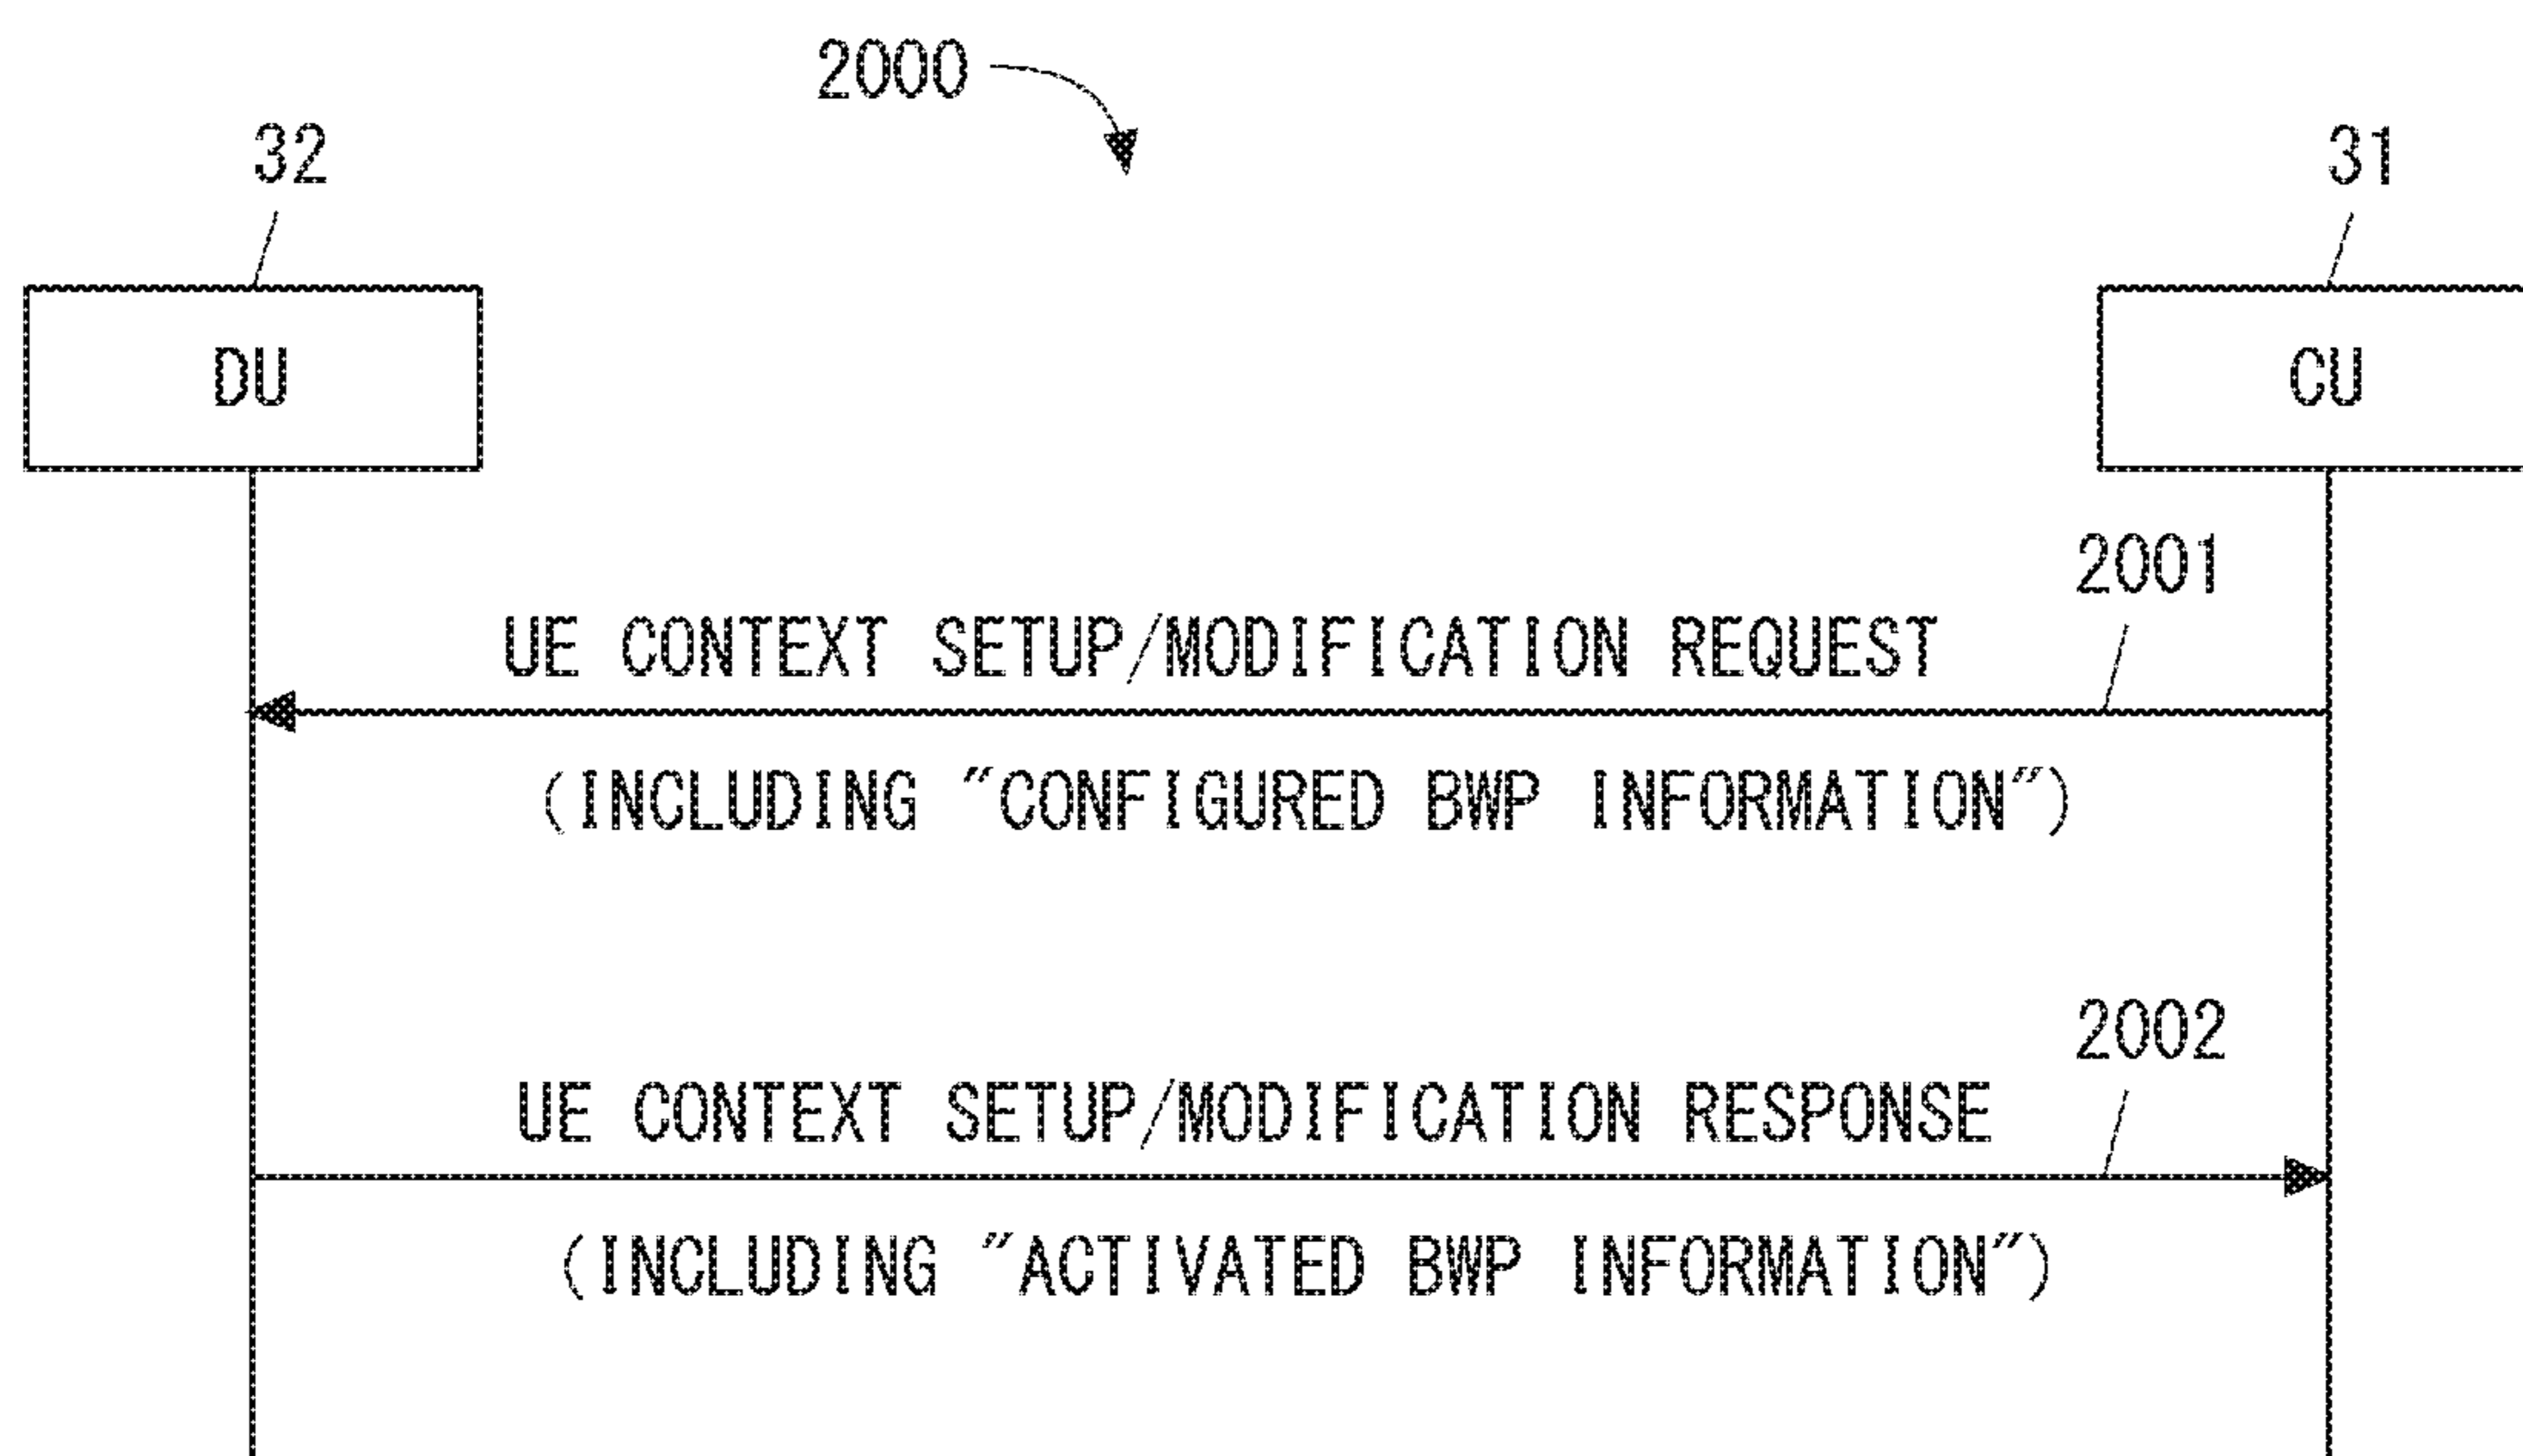 2000
32
31
DU
CU
2001
UE CONTEXT SETUP/MODIFICATION REQUEST
(INCLUDING "CONFIGURED BWP INFORMATION")
2002
UE CONTEXT SETUP/MODIFICATION RESPONSE
(INCLUDING "ACTIVATED BWP INFORMATION")